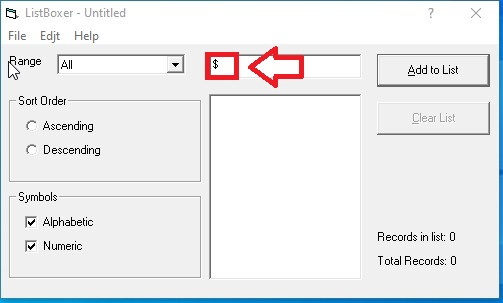 ListBoxer - Untitled
File Edjt Help
Range All $ Add to List
Sort Order
Ascending
Descending
Clear List
Symbols
Alphabetic
Numeric
Records in list: 0
Total Records: 0